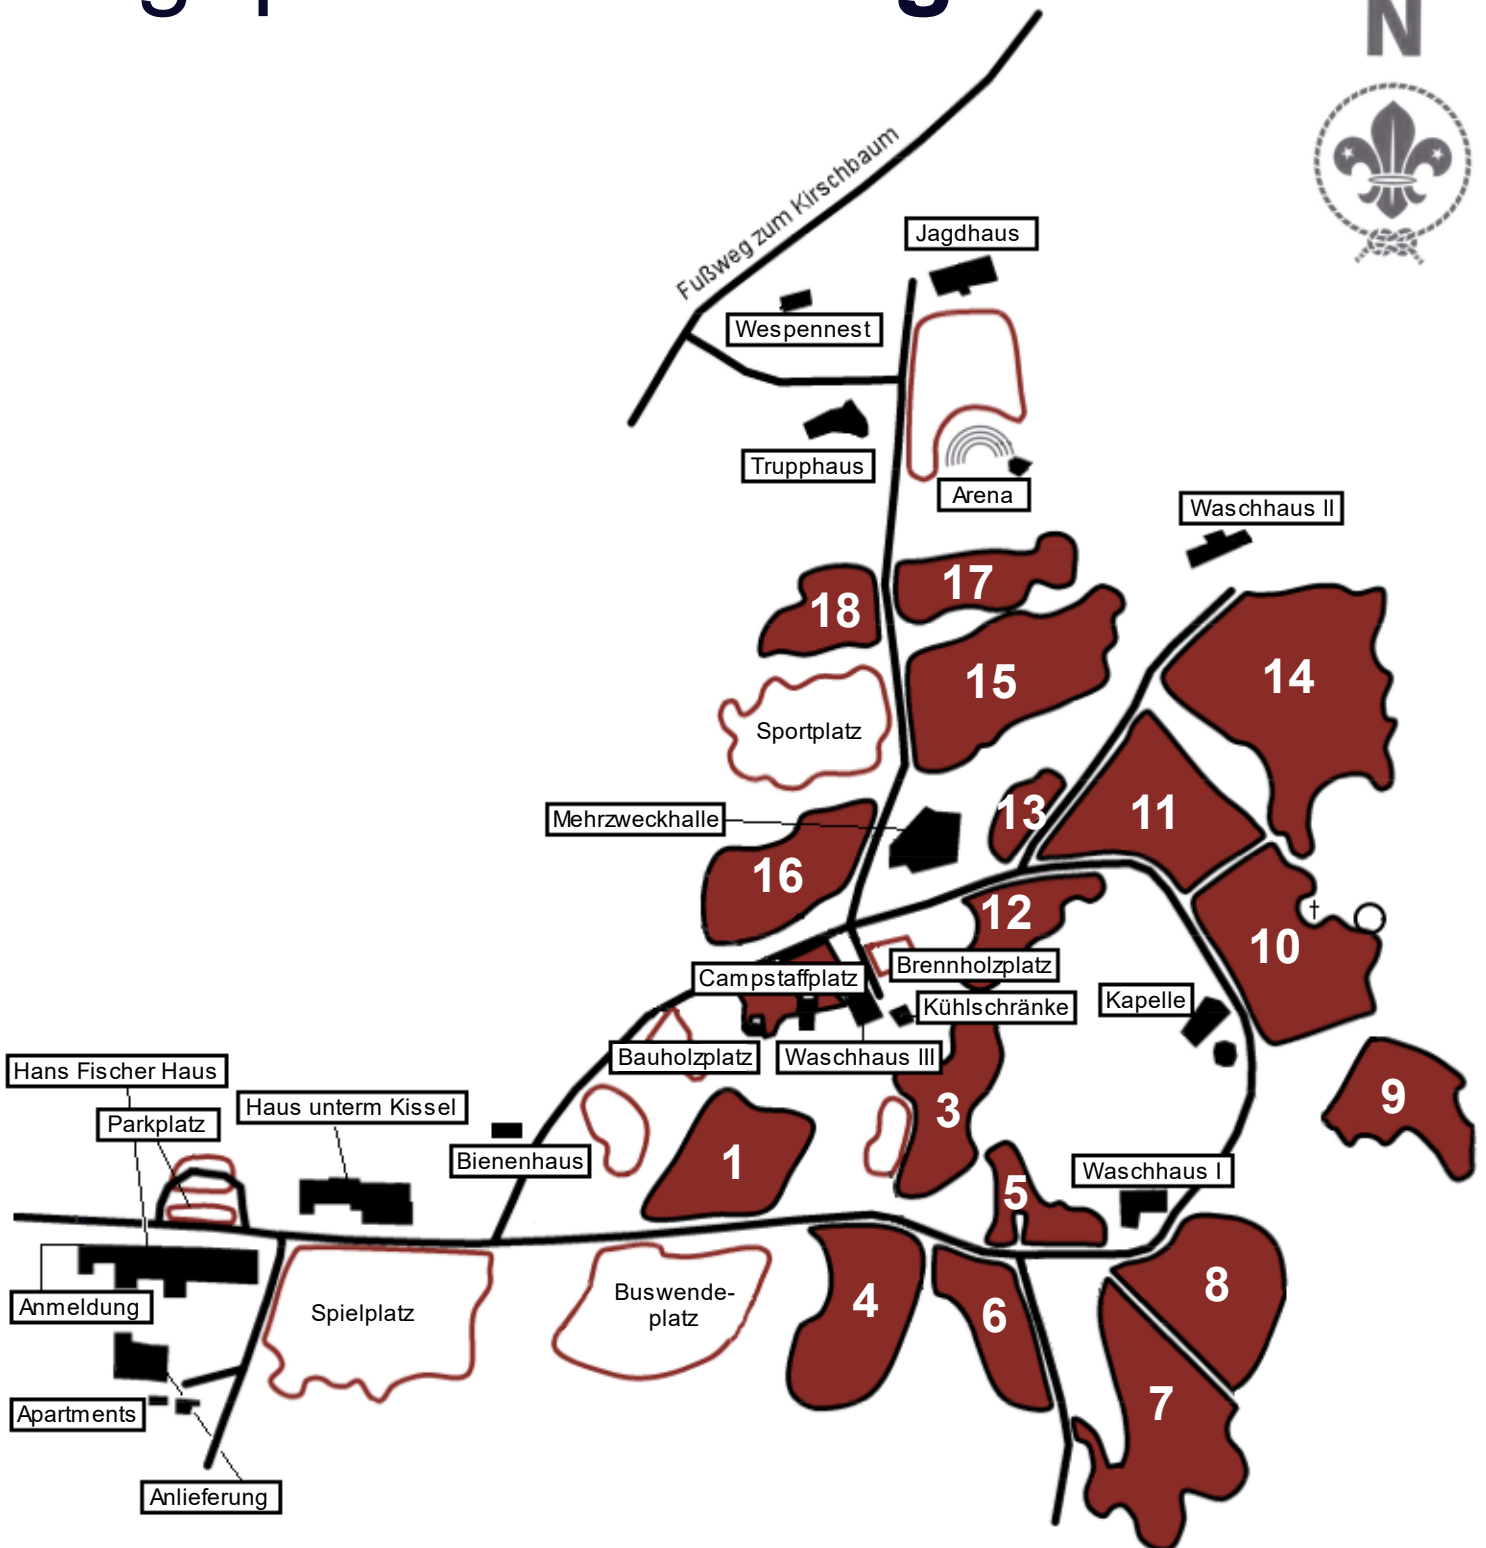 N
Fußweg zum Kirschbaum
Jagdhaus
Wespennest
Trupphaus
Arena
Waschhaus II
17
18
15
14
Sportplatz
Mehrzweckhalle
13
11
16
12
10
†
Campstaffplatz
Brennholzplatz
Kühlschränke
Kapelle
Bauholzplatz
Waschhaus III
Hans Fischer Haus
Parkplatz
Haus unterm Kissel
Bienenhaus
1
3
9
5
Waschhaus I
Anmeldung
Spielplatz
Buswende-
platz
4
6
8
7
Apartments
Anlieferung